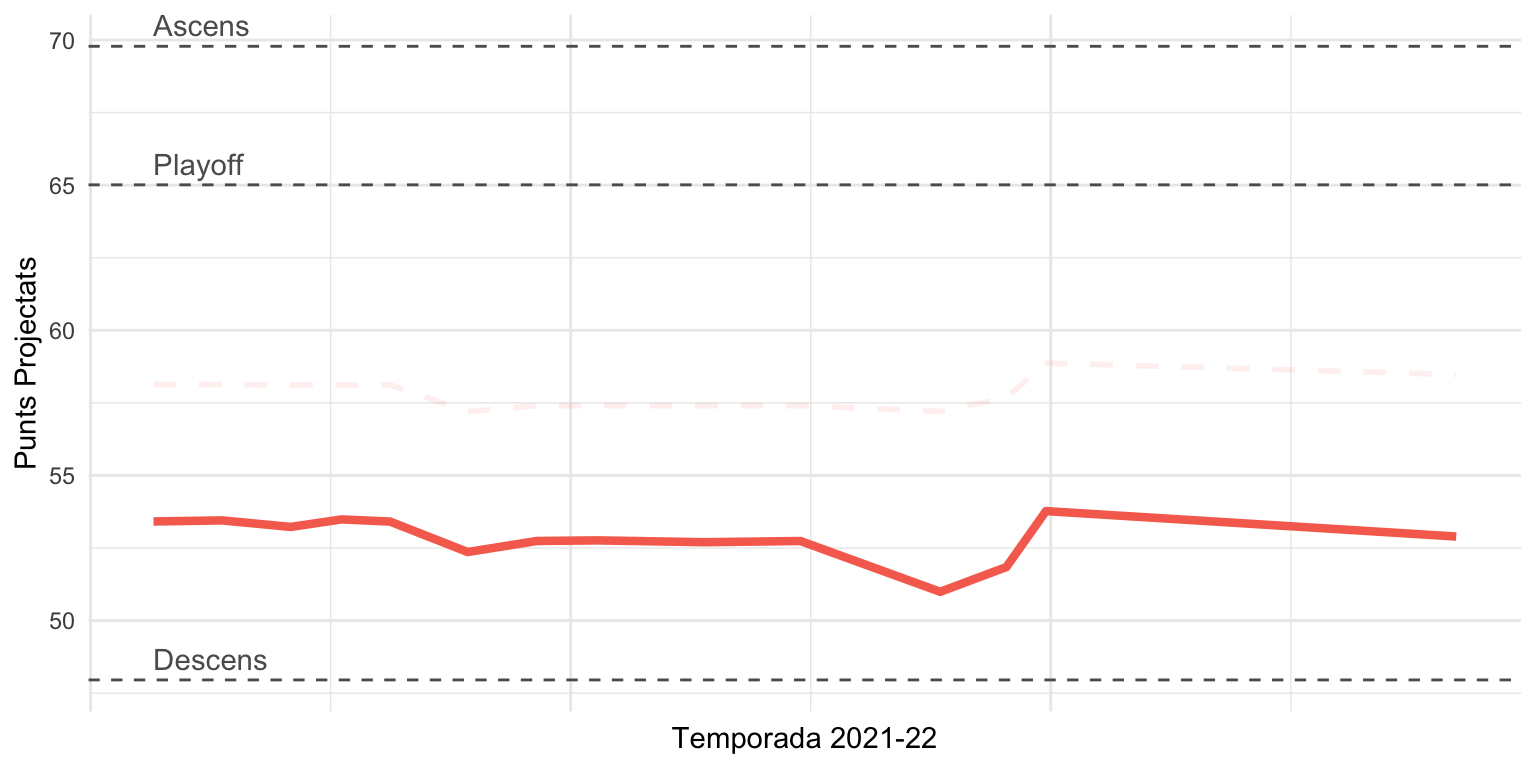 Ascens
70
Playoff
65
60
55
50
Descens
Punts Projectats
Temporada 2021-22